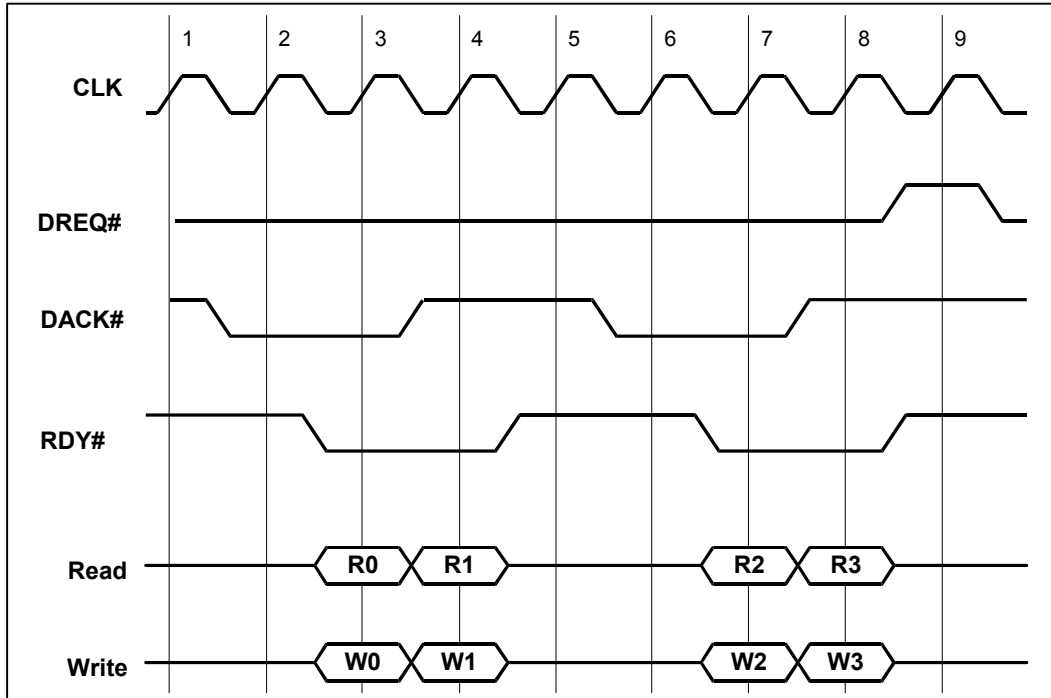 1 2 3 4 5 6 7 8 9
CLK
DREQ#
DACK#
RDY#
Read R0 R1 R2 R3
Write W0 W1 W2 W3